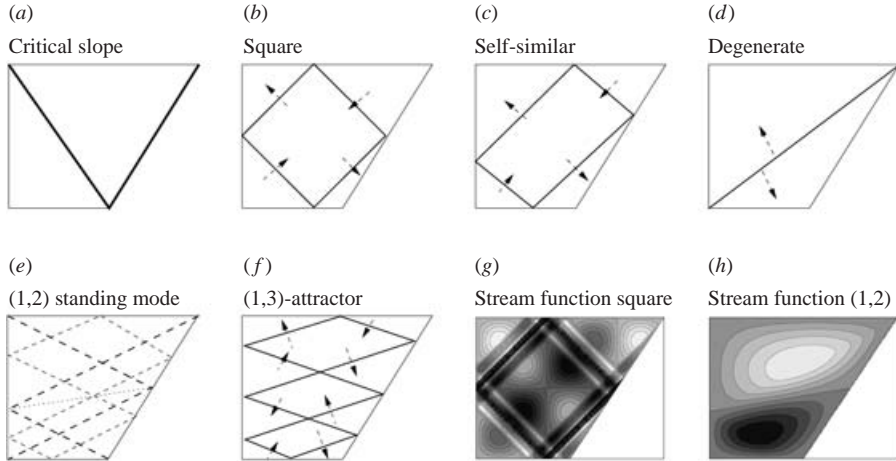 (a)
Critical slope
(b)
Square
(c)
Self-similar
(d)
Degenerate
(e)
(1,2) standing mode
(f)
(1,3)-attractor
(g)
Stream function square
(h)
Stream function (1,2)